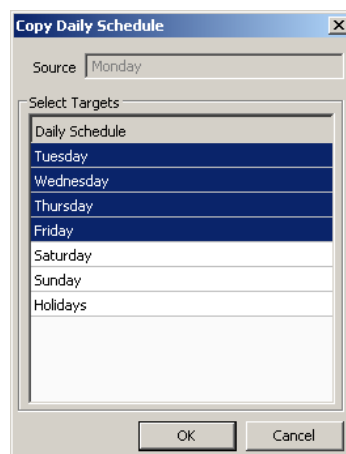 Copy Daily Schedule
Source Monday
Select Targets
Daily Schedule
Tuesday
Wednesday
Thursday
Friday
Saturday
Sunday
Holidays
OK Cancel